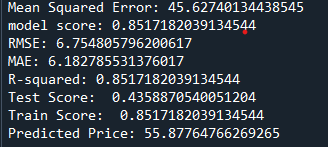 Mean Squared Error: 45.62740134438545
model score: 0.8517182039134544
RMSE: 6.754805796200617
MAE: 6.182785531376017
R-squared: 0.8517182039134544
Test Score:  0.4358870540051204
Train Score:  0.8517182039134544
Predicted Price: 55.87764766269265